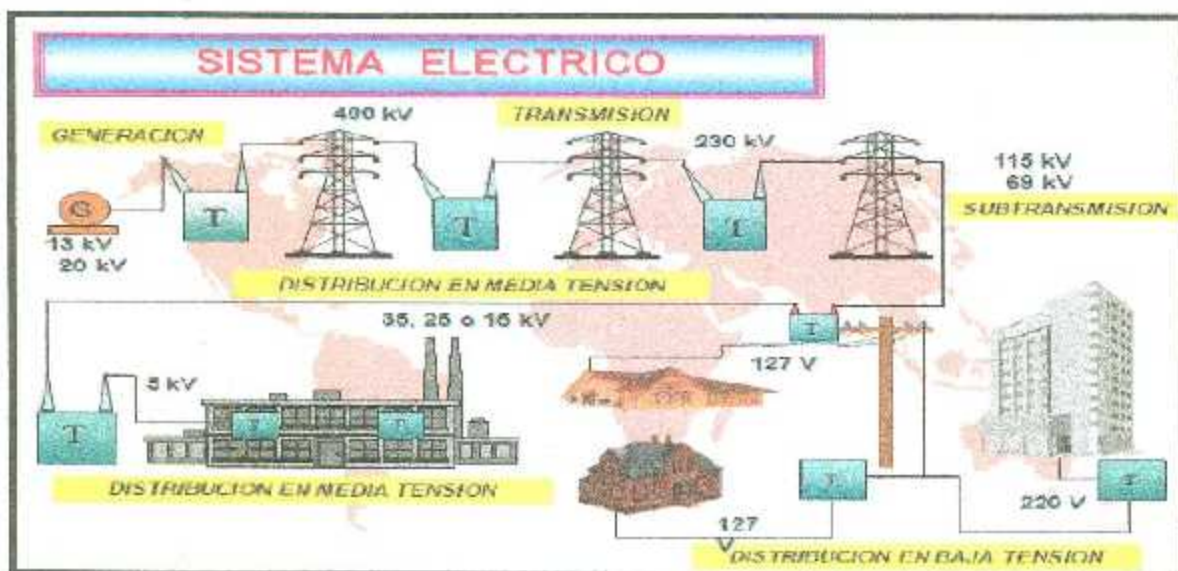 SISTEMA ELECTRICO
GENERACION
400 kV
TRANSMISION
230 kV
115 kV
69 kV
SUBTRANSMISION
G
T
T
T
13 kV
20 kV
DISTRIBUCION EN MEDIA TENSION
35, 25 o 15 kV
T
127 V
5 kV
T
T
T
DISTRIBUCION EN MEDIA TENSION
T
T
220 V
127
V
DISTRIBUCION EN BAJA TENSION